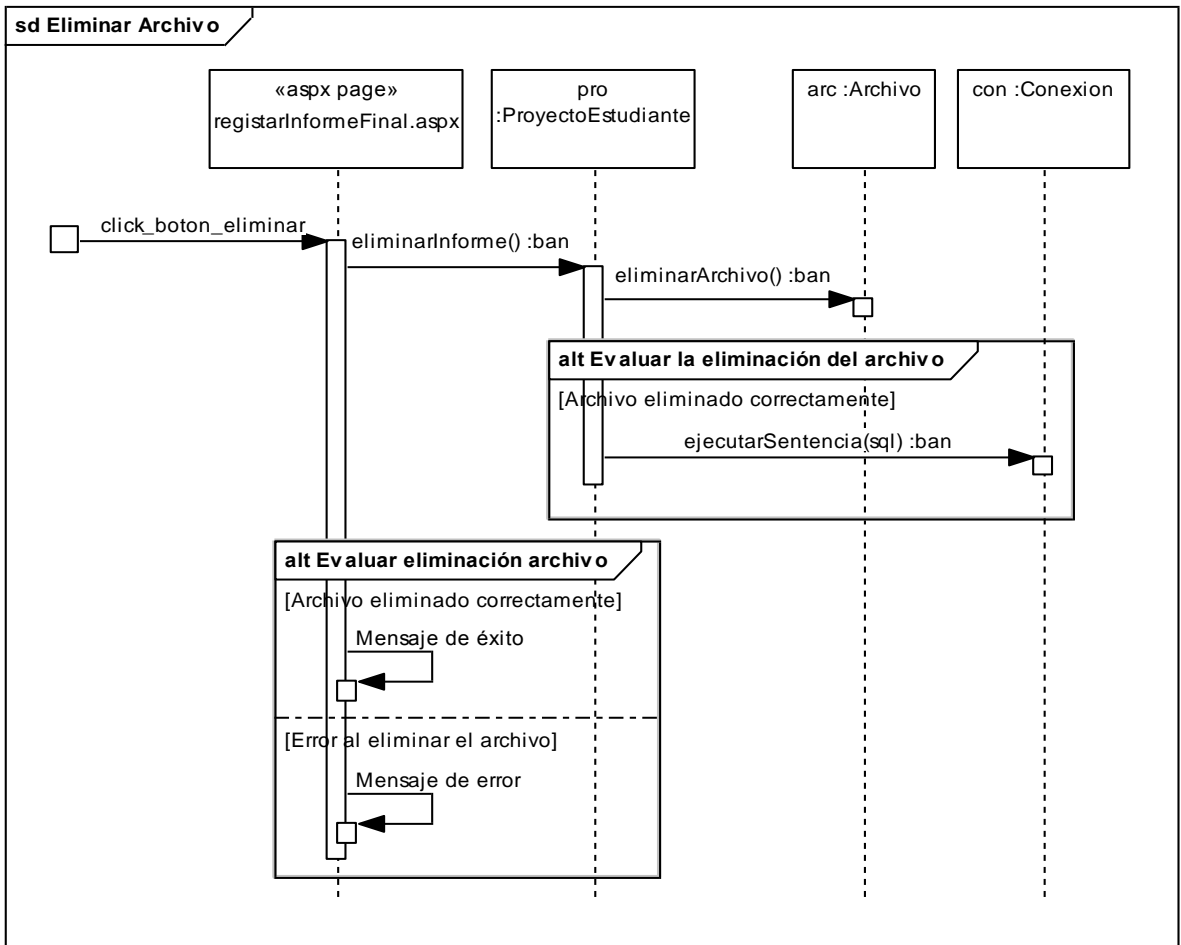 sd Eliminar Archivo
«aspx page»
registarInformeFinal.aspx
pro
:ProyectoEstudiante
arc :Archivo
con :Conexion
click_boton_eliminar
eliminarInforme() :ban
eliminarArchivo() :ban
alt Evaluar la eliminación del archivo
[Archivo eliminado correctamente]
ejecutarSentencia(sql) :ban
alt Evaluar eliminación archivo
[Archivo eliminado correctamente]
Mensaje de éxito
[Error al eliminar el archivo]
Mensaje de error